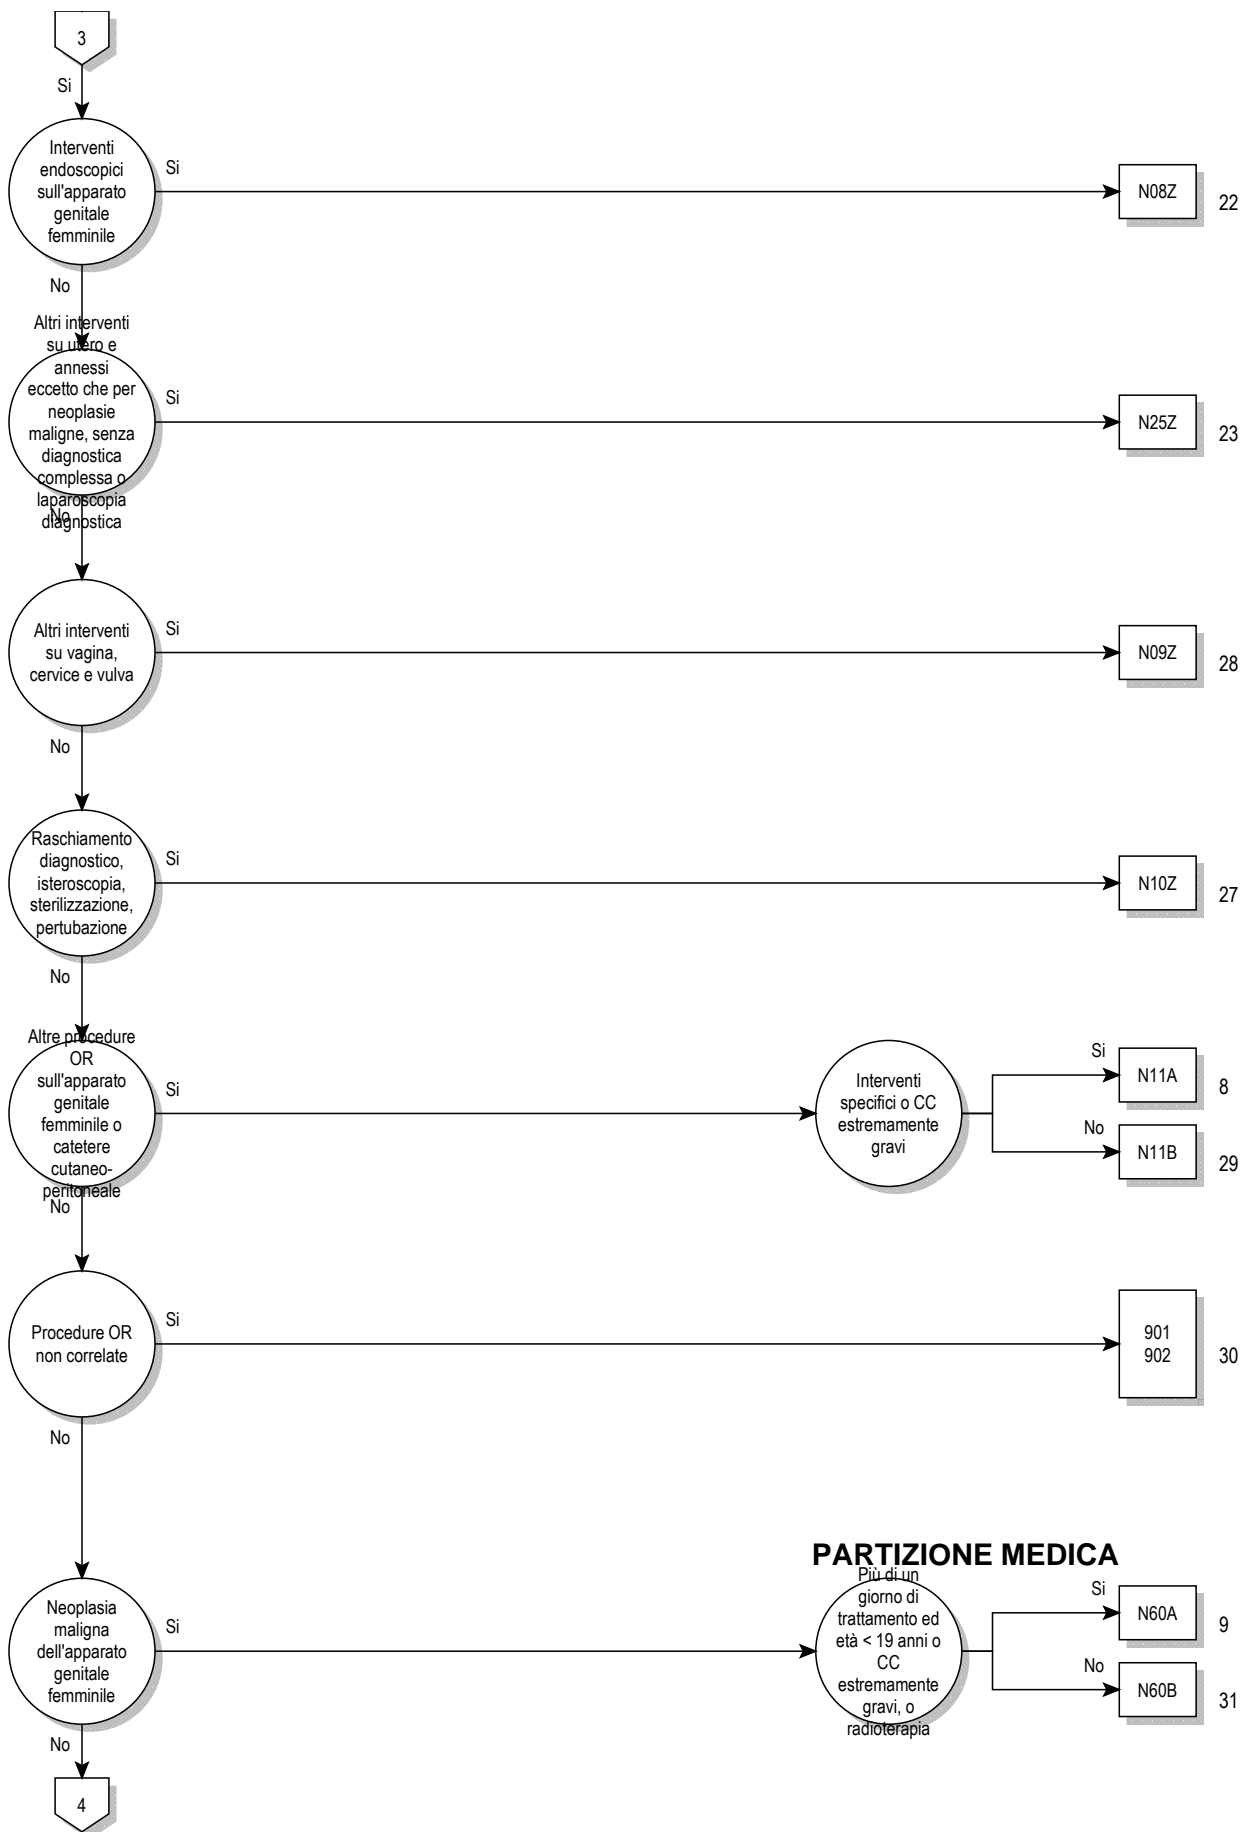 3
Si
Interventi
endoscopici
sull'apparato
genitale
femminile
Si
N08Z
22
No
Altri interventi
su utero e
annessi
eccetto che per
neoplasie
maligne, senza
diagnostica
complessa o
laparoscopia
diagnostica
Si
N25Z
23
No
Altri interventi
su vagina,
cervice e vulva
Si
N09Z
28
No
Raschiamento
diagnostico,
isteroscopia,
sterilizzazione,
pertubazione
Si
N10Z
27
No
Altre procedure
OR
sull'apparato
genitale
femminile o
catetere
cutaneo-
peritoneale
Si
Interventi
specifici o CC
estremamente
gravi
Si
N11A
8
No
N11B
29
No
Procedure OR
non correlate
Si
901
902
30
No
PARTIZIONE MEDICA
Neoplasia
maligna
dell'apparato
genitale
femminile
Si
Più di un
giorno di
trattamento ed
età < 19 anni o
CC
estremamente
gravi, o
radioterapia
Si
N60A
9
No
N60B
31
No
4